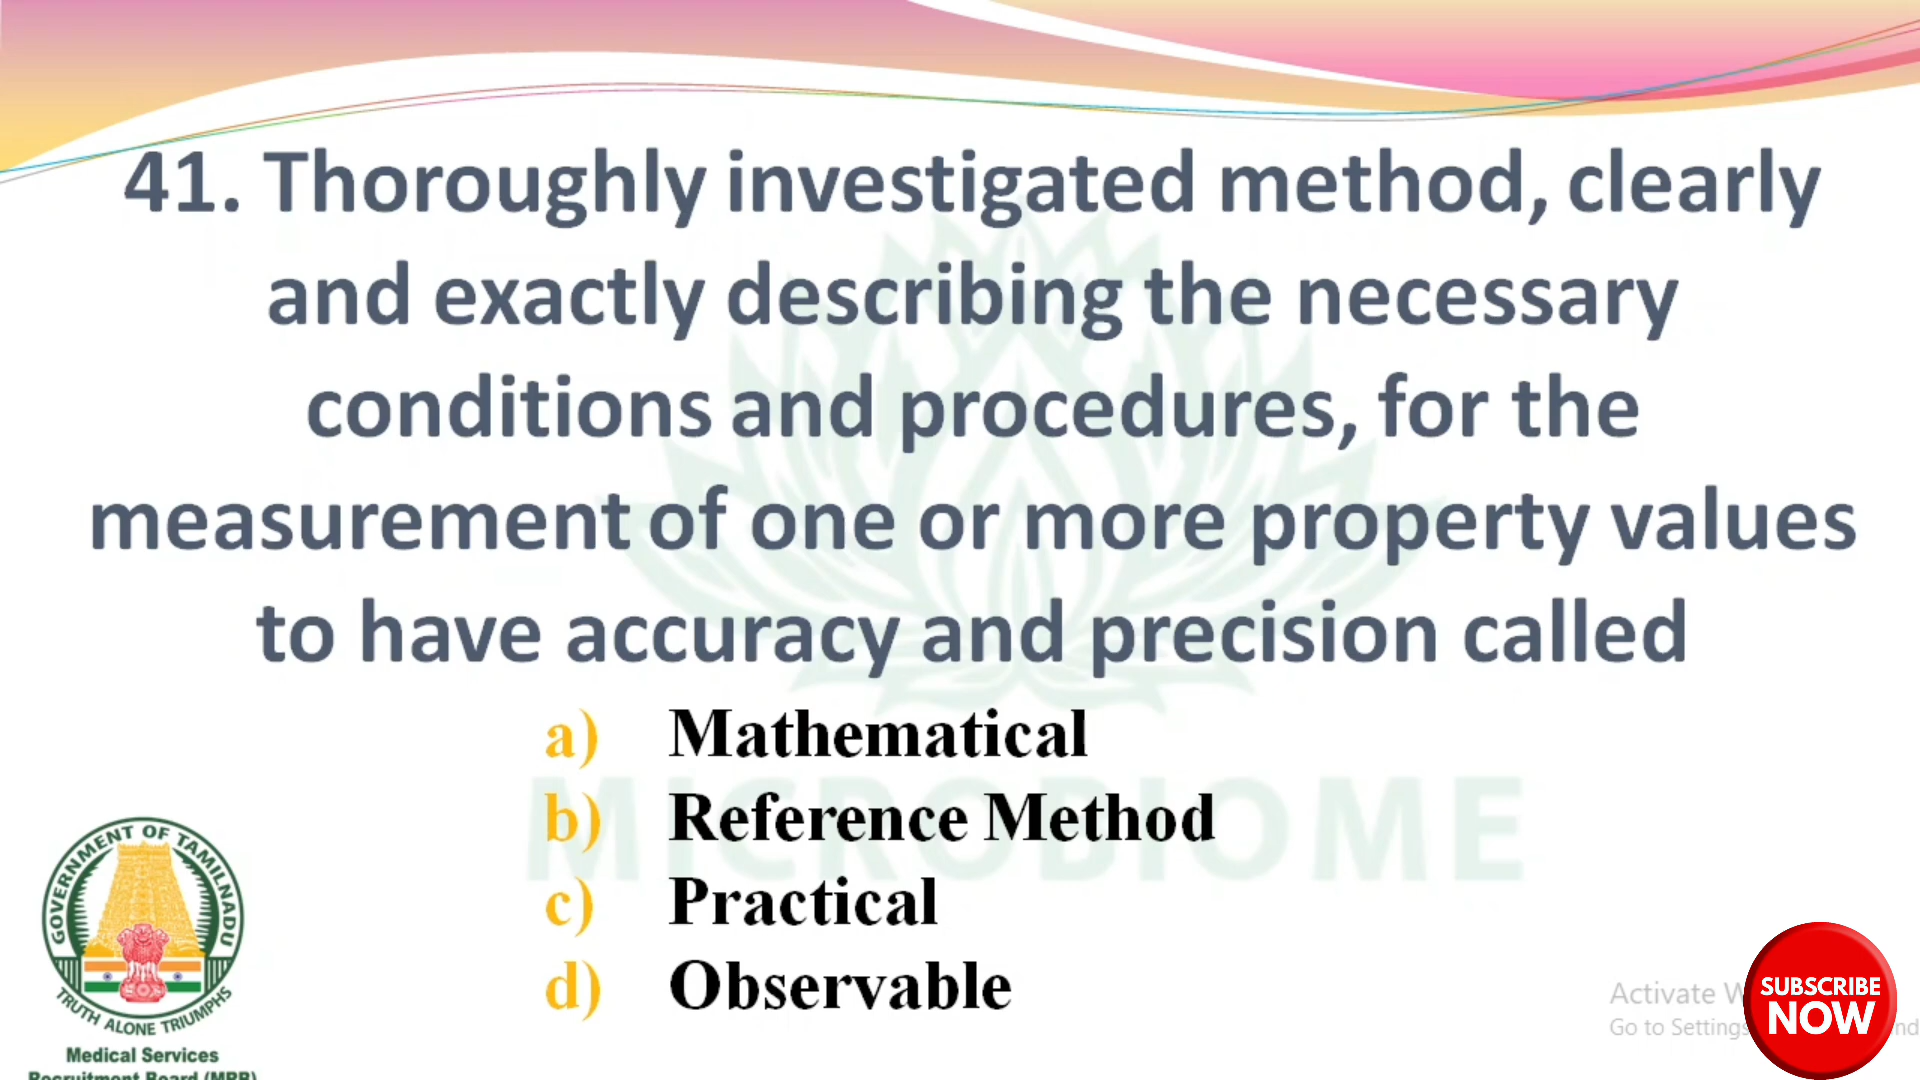 41. Thoroughly investigated method, clearly
and exactly describing the necessary
conditions and procedures, for the
measurement of one or more property values
to have accuracy and precision called
a) Mathematical
b) Reference Method
c) Practical
d) Observable
MICROBIOME
GOVERNMENT OF TAMILNADU
TRUTH ALONE TRIUMPHS
Medical Services
Recruitment Board (MRB)
Activate
Go to Settings
SUBSCRIBE
NOW